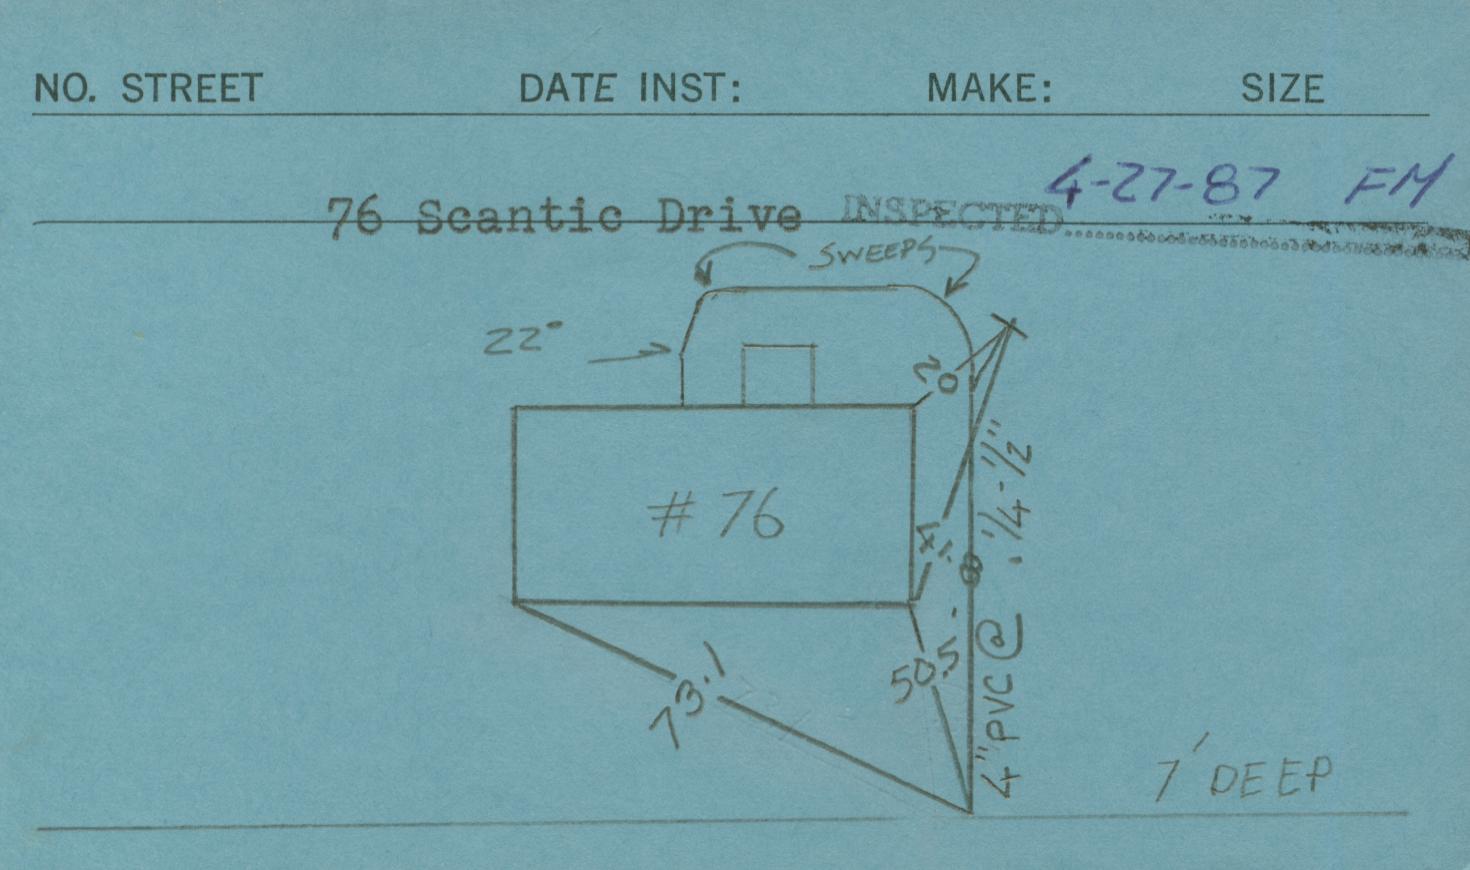 NO. STREET DATE INST: MAKE: SIZE
4-27-87 FM
76 Scantic Drive INSPECTED
SWEEPS
22°
20
# 76
41.8
4" PVC @ 1/4-1/2"
50.5
73.1
7' DEEP